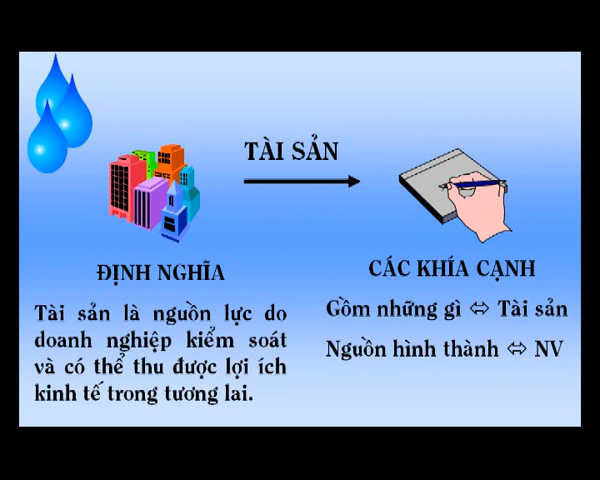 TÀI SẢN
ĐỊNH NGHĨA
Tài sản là nguồn lực do
doanh nghiệp kiểm soát
và có thể thu được lợi ích
kinh tế trong tương lai.
CÁC KHÍA CẠNH
Gồm những gì ⇔ Tài sản
Nguồn hình thành ⇔ NV